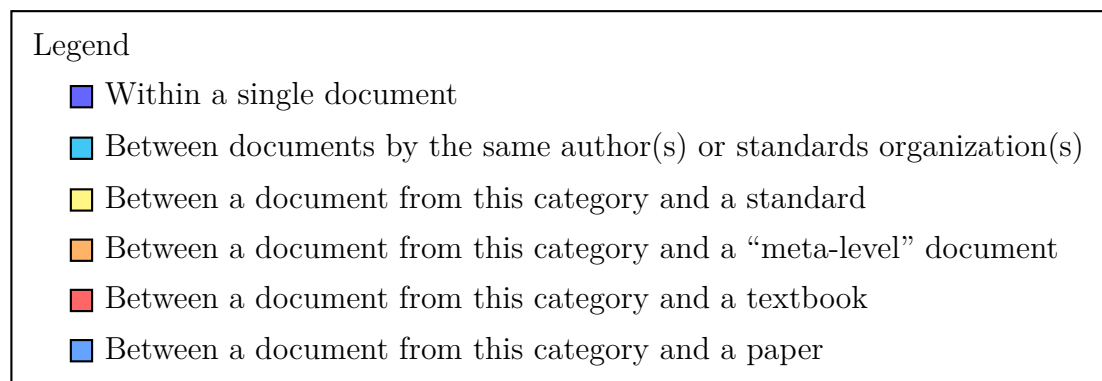 Legend
Within a single document
Between documents by the same author(s) or standards organization(s)
Between a document from this category and a standard
Between a document from this category and a “meta-level” document
Between a document from this category and a textbook
Between a document from this category and a paper